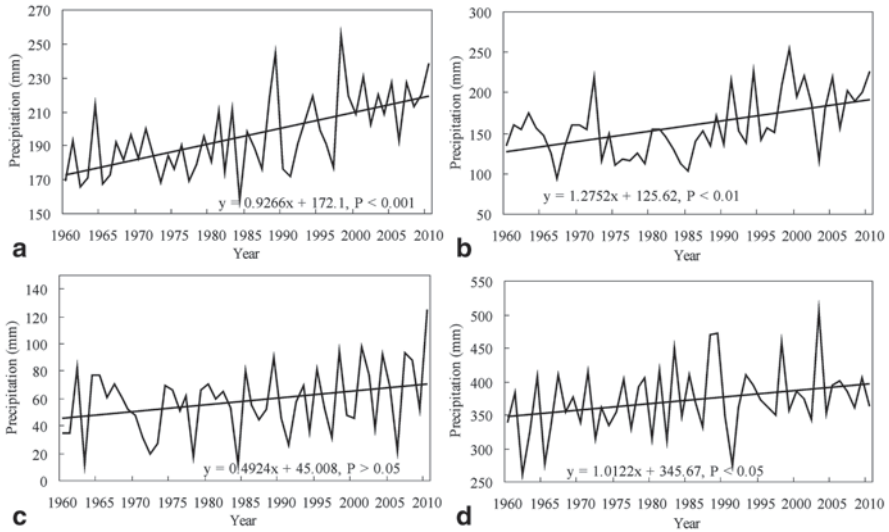 270
250
230
210
190
170
150
Precipitation (mm)
y = 0.9266x + 172.1, P < 0.001
1960 1965 1970 1975 1980 1985 1990 1995 2000 2005 2010
Year
a
300
250
200
150
100
50
Precipitation (mm)
y = 1.2752x + 125.62, P < 0.01
1960 1965 1970 1975 1980 1985 1990 1995 2000 2005 2010
Year
b
140
120
100
80
60
40
20
0
Precipitation (mm)
y = 0.4924x + 45.008, P > 0.05
1960 1965 1970 1975 1980 1985 1990 1995 2000 2005 2010
Year
c
550
500
450
400
350
300
250
Precipitation (mm)
y = 1.0122x + 345.67, P < 0.05
1960 1965 1970 1975 1980 1985 1990 1995 2000 2005 2010
Year
d